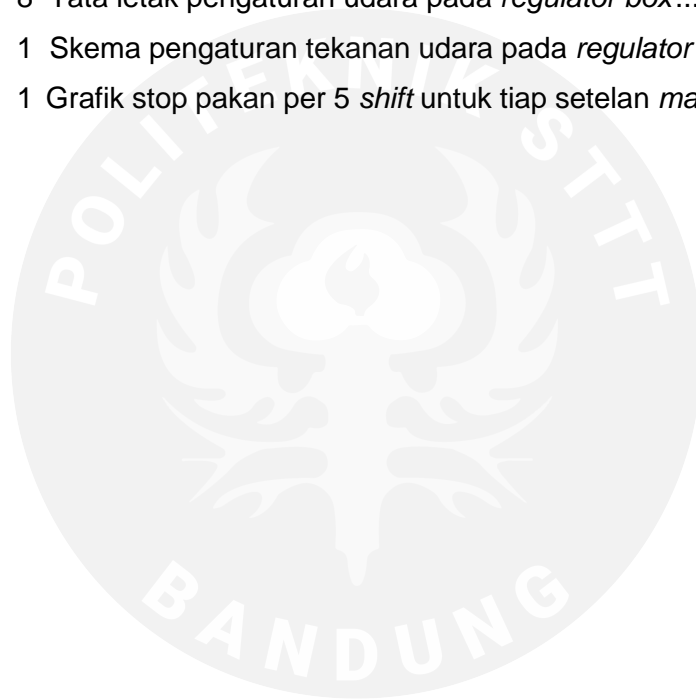 8 Tata letak pengaturan udara pada regulator box...
1 Skema pengaturan tekanan udara pada regulator
1 Grafik stop pakan per 5 shift untuk tiap setelan
POLITEKNIK STTT
BANDUNG